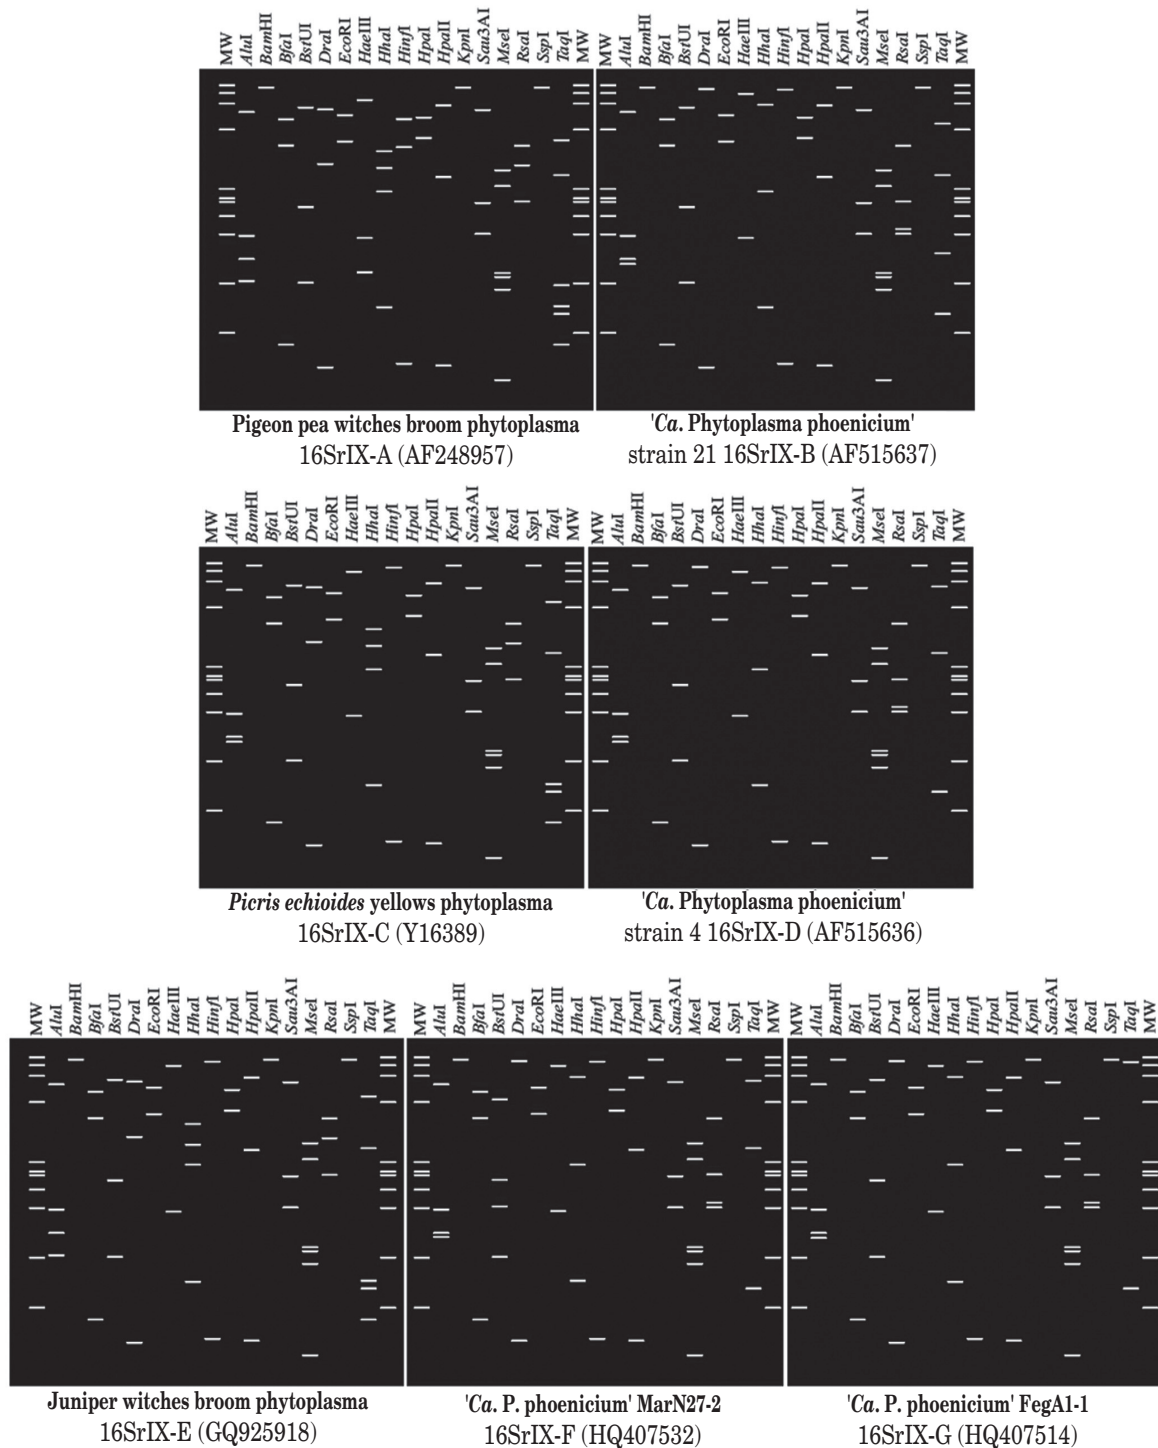 MW AluI BamHI BfaI BstUI DraI EcoRI HaeIII HhaI HinfI HpaI HpaII KpnI Sau3AI MseI RsaI SspI TaqI MW
MW AluI BamHI BfaI BstUI DraI EcoRI HaeIII HhaI HinfI HpaI HpaII KpnI Sau3AI MseI RsaI SspI TaqI MW
Pigeon pea witches broom phytoplasma
16SrIX-A (AF248957)
'Ca. Phytoplasma phoenicium'
strain 21 16SrIX-B (AF515637)
MW AluI BamHI BfaI BstUI DraI EcoRI HaeIII HhaI HinfI HpaI HpaII KpnI Sau3AI MseI RsaI SspI TaqI MW
MW AluI BamHI BfaI BstUI DraI EcoRI HaeIII HhaI HinfI HpaI HpaII KpnI Sau3AI MseI RsaI SspI TaqI MW
Picris echioides yellows phytoplasma
16SrIX-C (Y16389)
'Ca. Phytoplasma phoenicium'
strain 4 16SrIX-D (AF515636)
MW AluI BamHI BfaI BstUI DraI EcoRI HaeIII HhaI HinfI HpaI HpaII KpnI Sau3AI MseI RsaI SspI TaqI MW
MW AluI BamHI BfaI BstUI DraI EcoRI HaeIII HhaI HinfI HpaI HpaII KpnI Sau3AI MseI RsaI SspI TaqI MW
MW AluI BamHI BfaI BstUI DraI EcoRI HaeIII HhaI HinfI HpaI HpaII KpnI Sau3AI MseI RsaI SspI TaqI MW
Juniper witches broom phytoplasma
16SrIX-E (GQ925918)
'Ca. P. phoenicium' MarN27-2
16SrIX-F (HQ407532)
'Ca. P. phoenicium' FegA1-1
16SrIX-G (HQ407514)